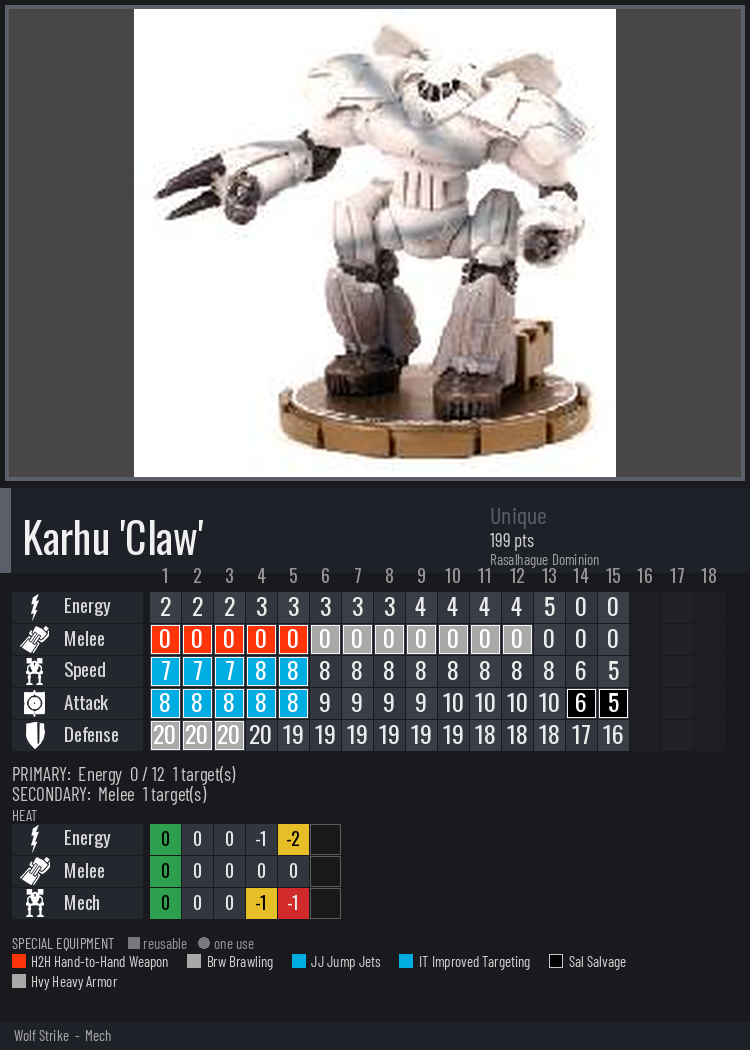 Karhu 'Claw'
Unique
199 pts
Rasalhague Dominion
1 2 3 4 5 6 7 8 9 10 11 12 13 14 15 16 17 18
Energy 2 2 2 3 3 3 3 3 4 4 4 4 5 0 0
Melee 0 0 0 0 0 0 0 0 0 0 0 0 0 0 0
Speed 7 7 7 8 8 8 8 8 8 8 8 8 8 6 5
Attack 8 8 8 8 8 9 9 9 9 10 10 10 10 6 5
Defense 20 20 20 20 19 19 19 19 19 19 18 18 18 17 16
PRIMARY: Energy 0 / 12 1 target(s)
SECONDARY: Melee 1 target(s)
HEAT
Energy 0 0 0 -1 -2
Melee 0 0 0 0 0
Mech 0 0 0 -1 -1
SPECIAL EQUIPMENT reusable one use
H2H Hand-to-Hand Weapon Brw Brawling JJ Jump Jets IT Improved Targeting Sal Salvage
Hvy Heavy Armor
Wolf Strike - Mech